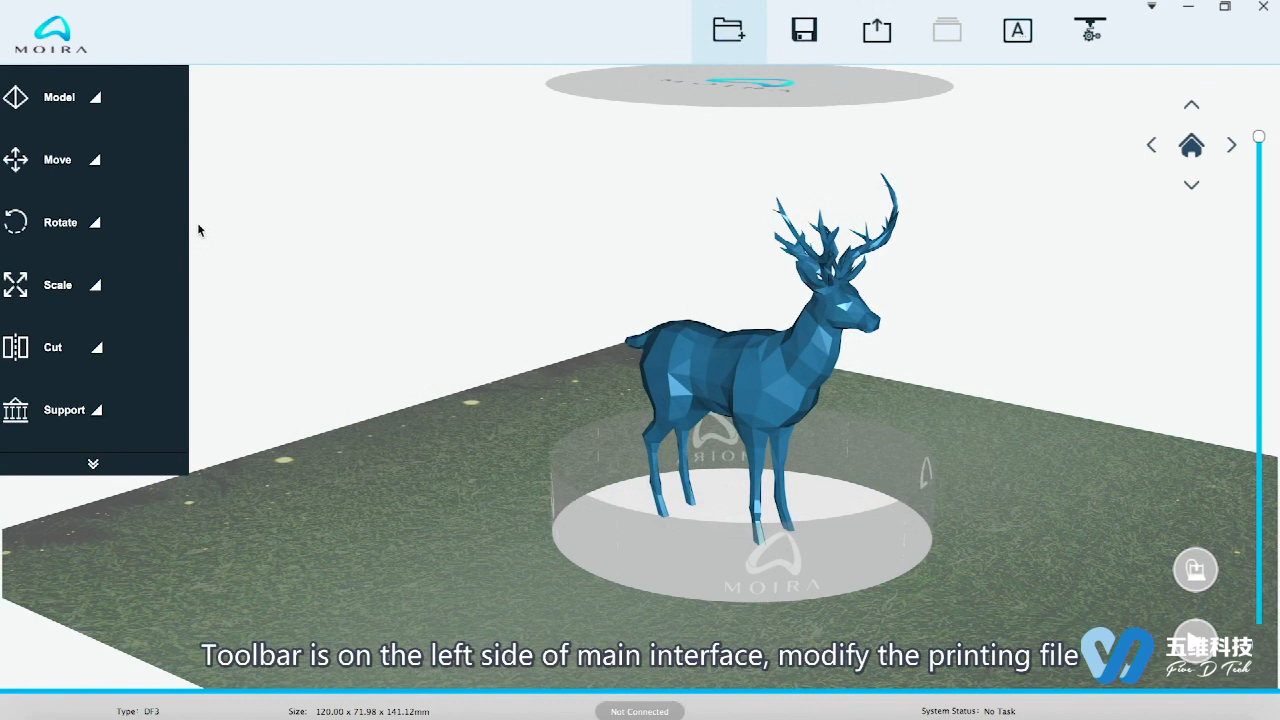 MOIRA
A
Model
Move
Rotate
Scale
Cut
Support
MOIRA
MOIRA
Toolbar is on the left side of main interface, modify the printing file
五维科技
Five D Tech
Type: DF3
Size: 120.00 x 71.98 x 141.12mm
Not Connected
System Status: No Task